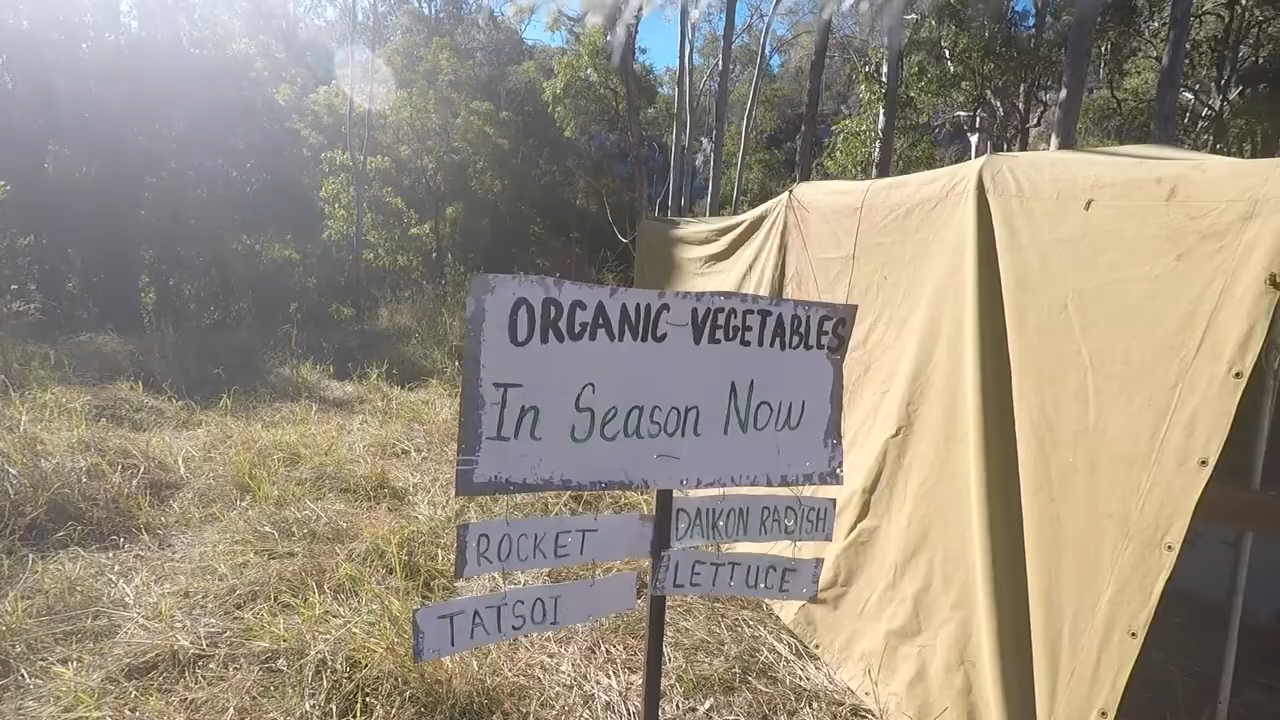 ORGANIC VEGETABLES
In Season Now
ROCKET
TATSOI
DAIKON RADISH
LETTUCE